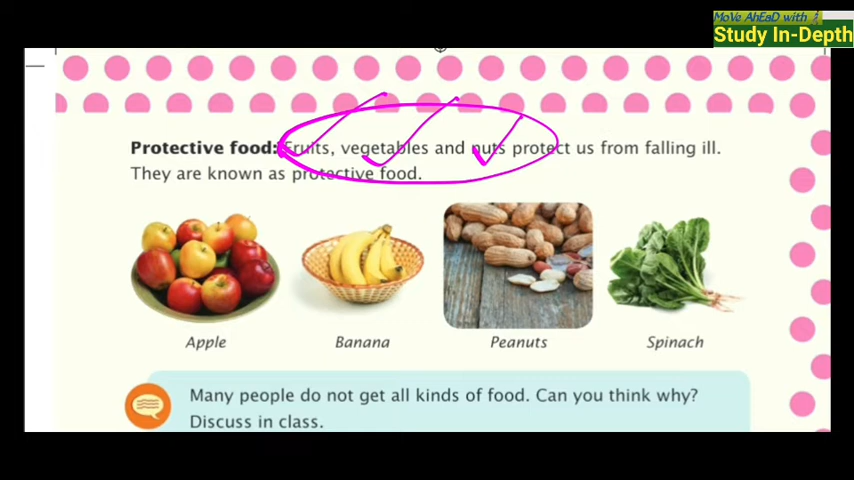 MoVe AhEaD with
Study In-Depth
Protective food: Fruits, vegetables and nuts protect us from falling ill.
They are known as protective food.
Apple Banana Peanuts Spinach
Many people do not get all kinds of food. Can you think why?
Discuss in class.